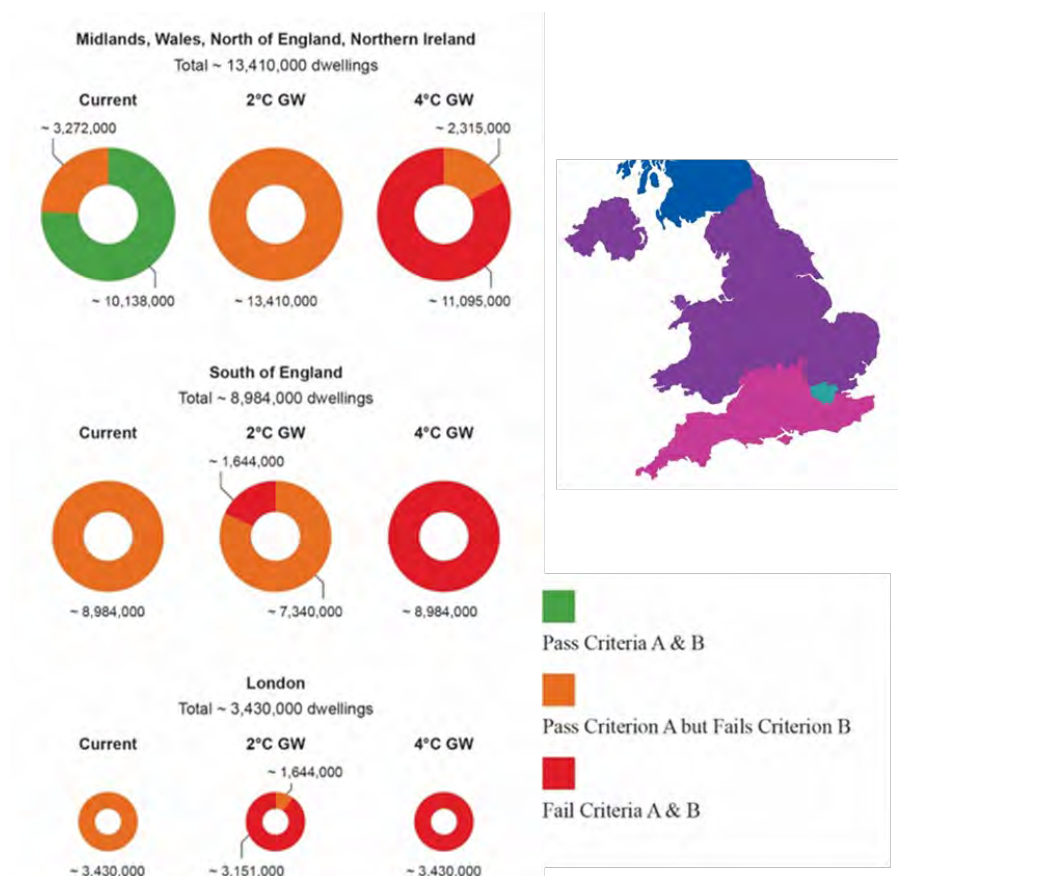 Midlands, Wales, North of England, Northern Ireland
Total ~ 13,410,000 dwellings
Current
2°C GW
4°C GW
~ 3,272,000
~ 2,315,000
~ 10,138,000
~ 13,410,000
~ 11,095,000
South of England
Total ~ 8,984,000 dwellings
Current
2°C GW
4°C GW
~ 1,644,000
~ 8,984,000
~ 7,340,000
~ 8,984,000
London
Total ~ 3,430,000 dwellings
Current
2°C GW
4°C GW
~ 1,644,000
~ 3,430,000
~ 3,151,000
~ 3,430,000
Pass Criteria A & B
Pass Criterion A but Fails Criterion B
Fail Criteria A & B